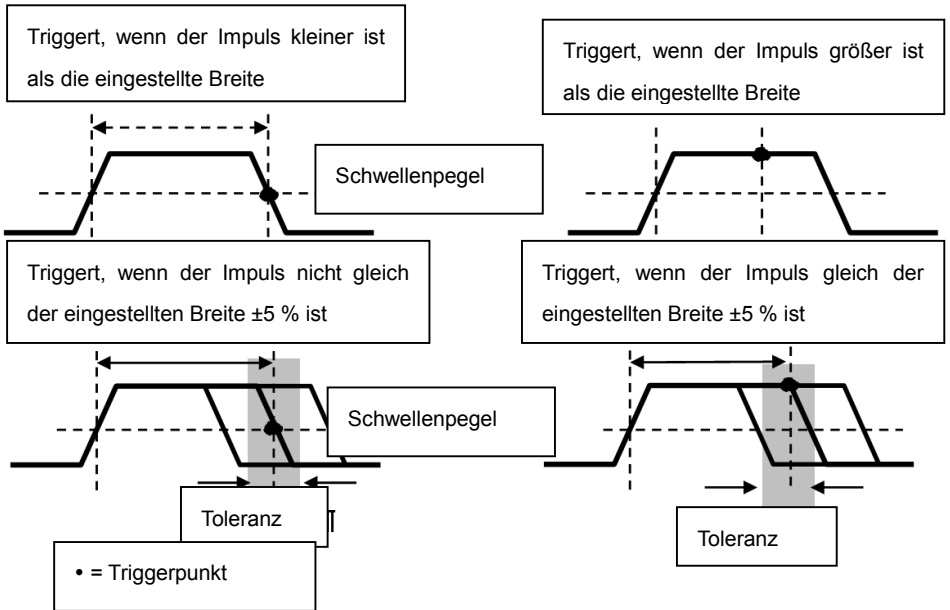 Triggert, wenn der Impuls kleiner ist
als die eingestellte Breite
Triggert, wenn der Impuls größer ist
als die eingestellte Breite
Schwellenpegel
Triggert, wenn der Impuls nicht gleich
der eingestellten Breite ±5 % ist
Triggert, wenn der Impuls gleich der
eingestellten Breite ±5 % ist
Schwellenpegel
Toleranz
Toleranz
• = Triggerpunkt